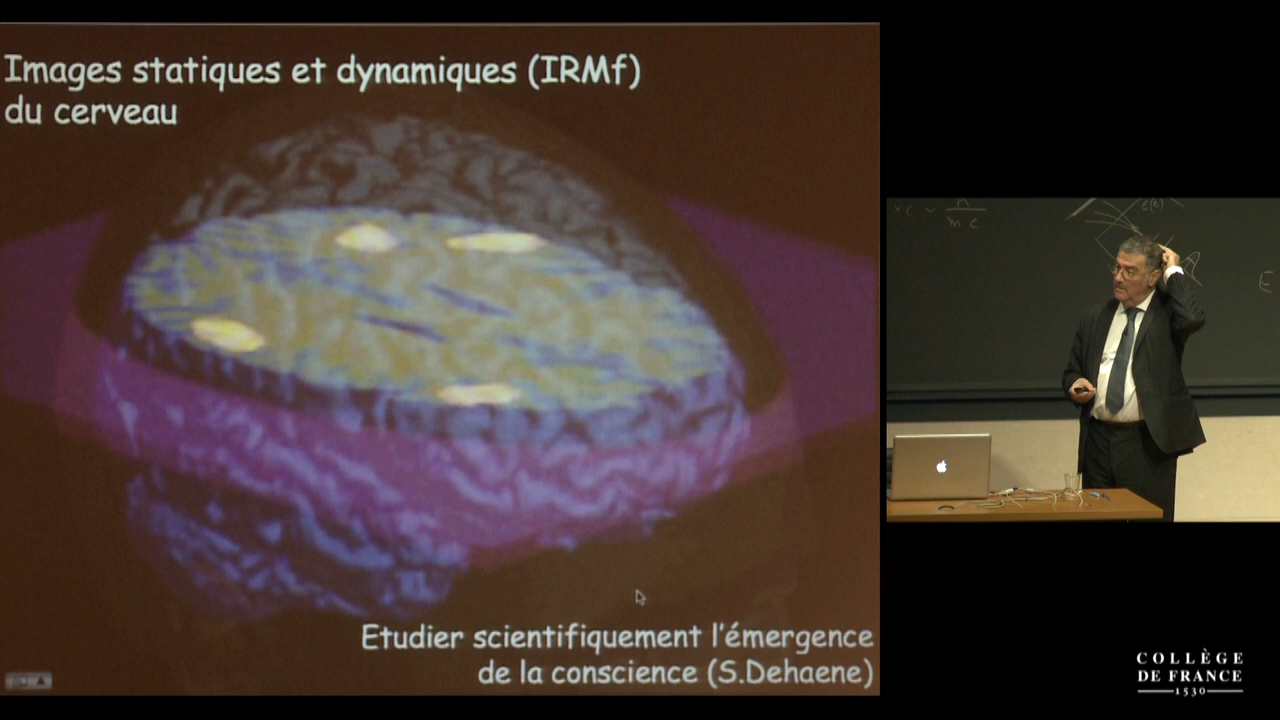 Images statiques et dynamiques (IRMf)
du cerveau
Etudier scientifiquement l'émergence
de la conscience (S.Dehaene)
COLLÈGE
DE FRANCE
1530